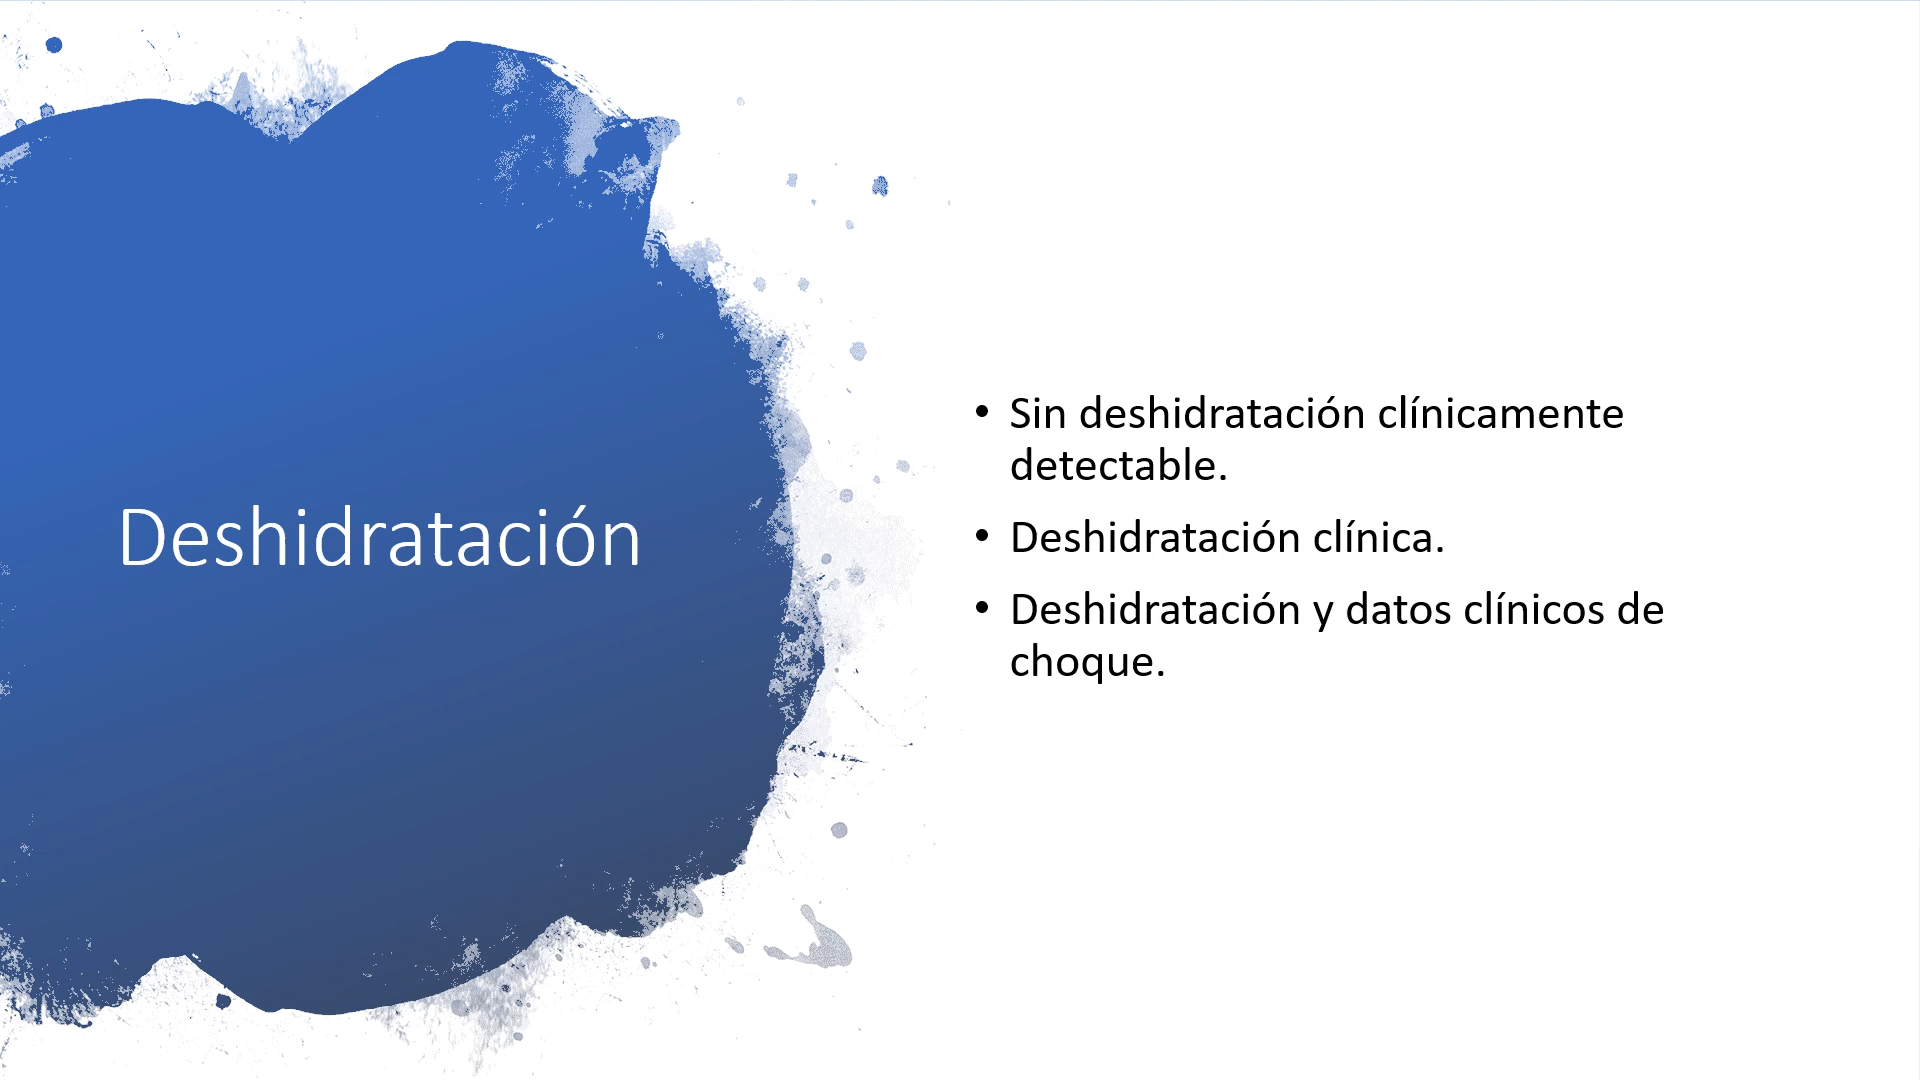 Deshidratación
• Sin deshidratación clínicamente
detectable.
• Deshidratación clínica.
• Deshidratación y datos clínicos de
choque.